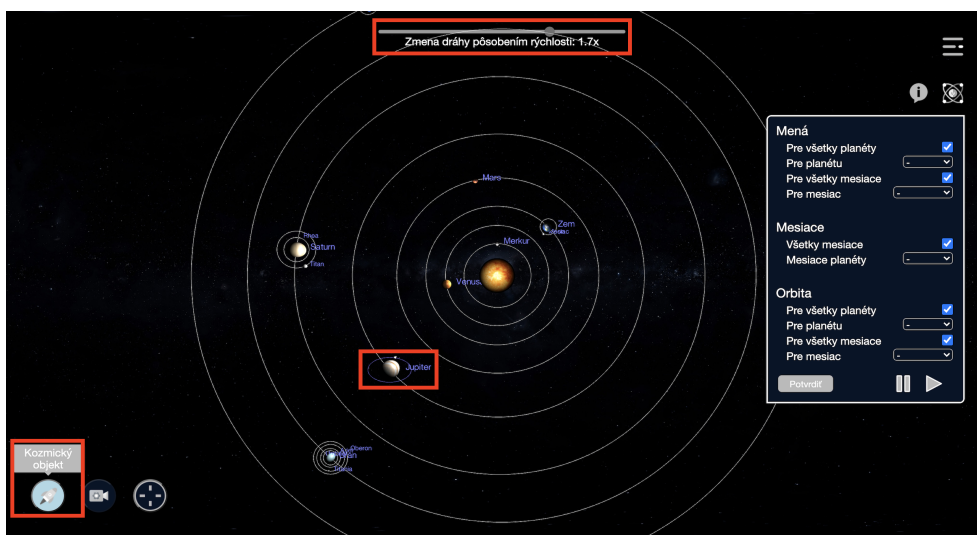 Zmena dráhy pôsobením rýchlosti: 1.7x
Mená
Pre všetky planéty
Pre planétu -
Pre všetky mesiace
Pre mesiac -
Mesiace
Všetky mesiace
Mesiace planéty -
Orbita
Pre všetky planéty
Pre planétu -
Pre všetky mesiace
Pre mesiac -
Potvrdiť
Mars
Zem
Merkur
Rhea
Saturn
Titan
Venus
Jupiter
Oberon
Kozmický
objekt